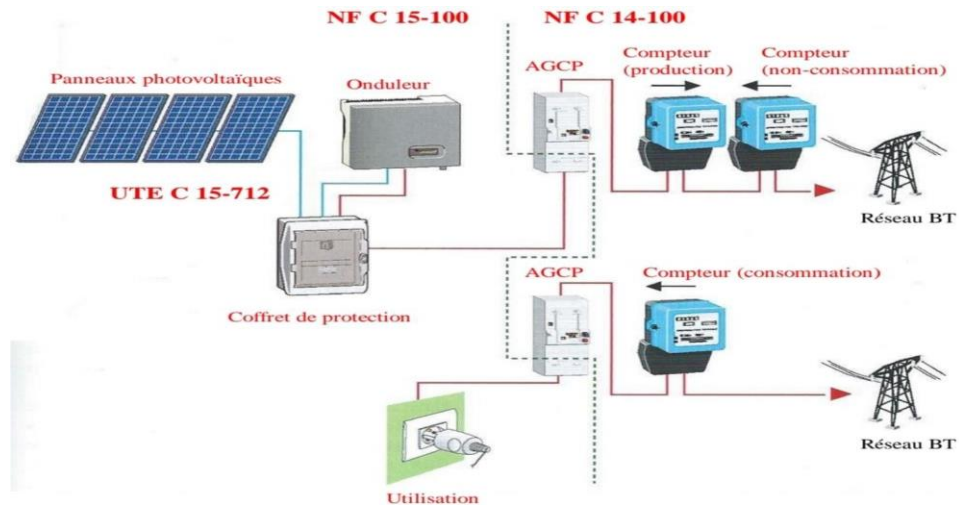 NF C 15-100
NF C 14-100
Panneaux photovoltaïques
Onduleur
AGCP
Compteur
(production)
Compteur
(non-consommation)
UTE C 15-712
Réseau BT
Coffret de protection
AGCP
Compteur (consommation)
Réseau BT
Utilisation